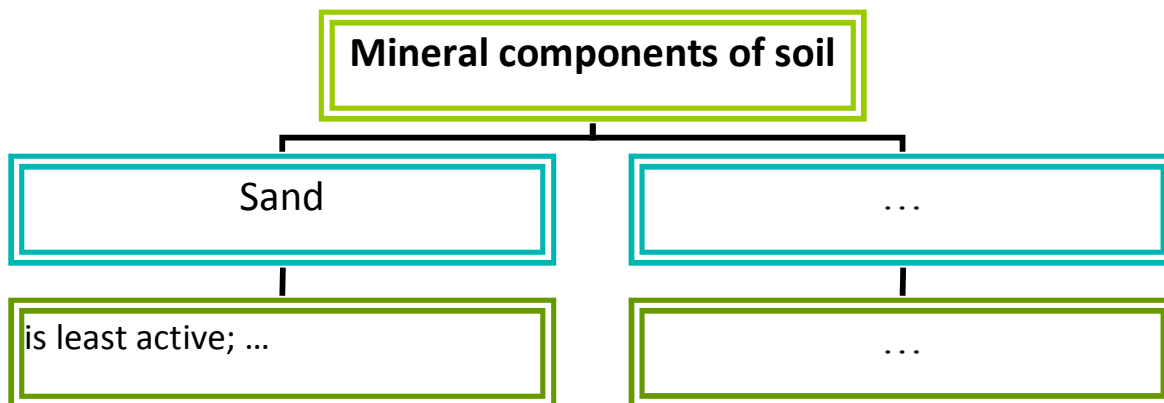 Mineral components of soil
Sand
...
is least active; ...
...